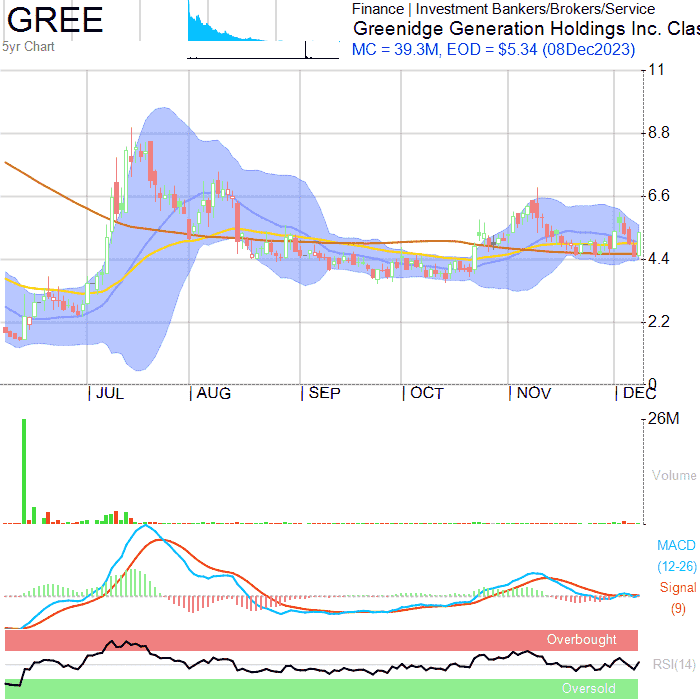 GREE
5yr Chart
Finance | Investment Bankers/Brokers/Service
Greenidge Generation Holdings Inc. Clas
MC = 39.3M, EOD = $5.34 (08Dec2023)
11
8.8
6.6
4.4
2.2
0
JUL AUG SEP OCT NOV DEC
26M
Volume
MACD
(12-26)
Signal
(9)
Overbought
RSI(14)
Oversold